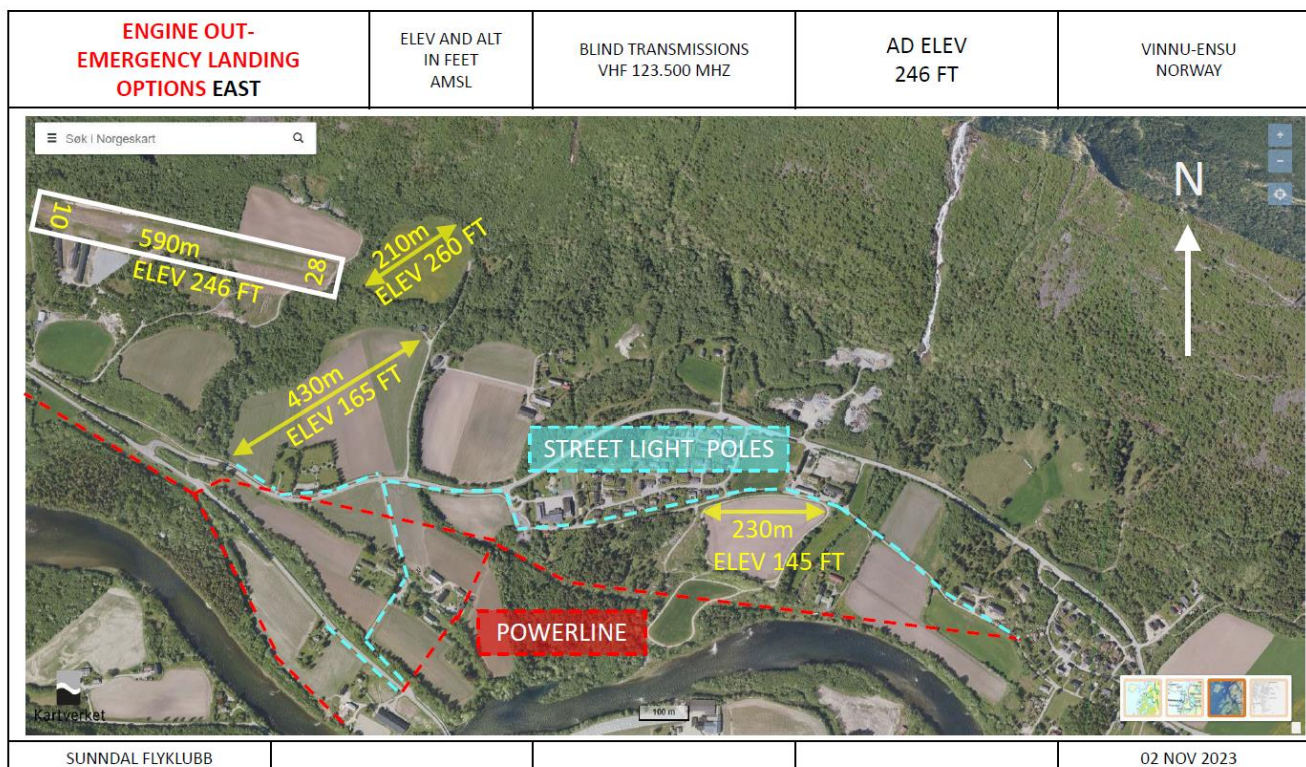 ENGINE OUT-
EMERGENCY LANDING
OPTIONS EAST
ELEV AND ALT
IN FEET
AMSL
BLIND TRANSMISSIONS
VHF 123.500 MHZ
AD ELEV
246 FT
VINNU-ENSU
NORWAY
Søk i Norgeskart
N
10
590m
28
ELEV 246 FT
210m
ELEV 260 FT
430m
ELEV 165 FT
STREET LIGHT POLES
230m
ELEV 145 FT
POWERLINE
Kartverket
100 m
SUNNDAL FLYKLUBB
02 NOV 2023